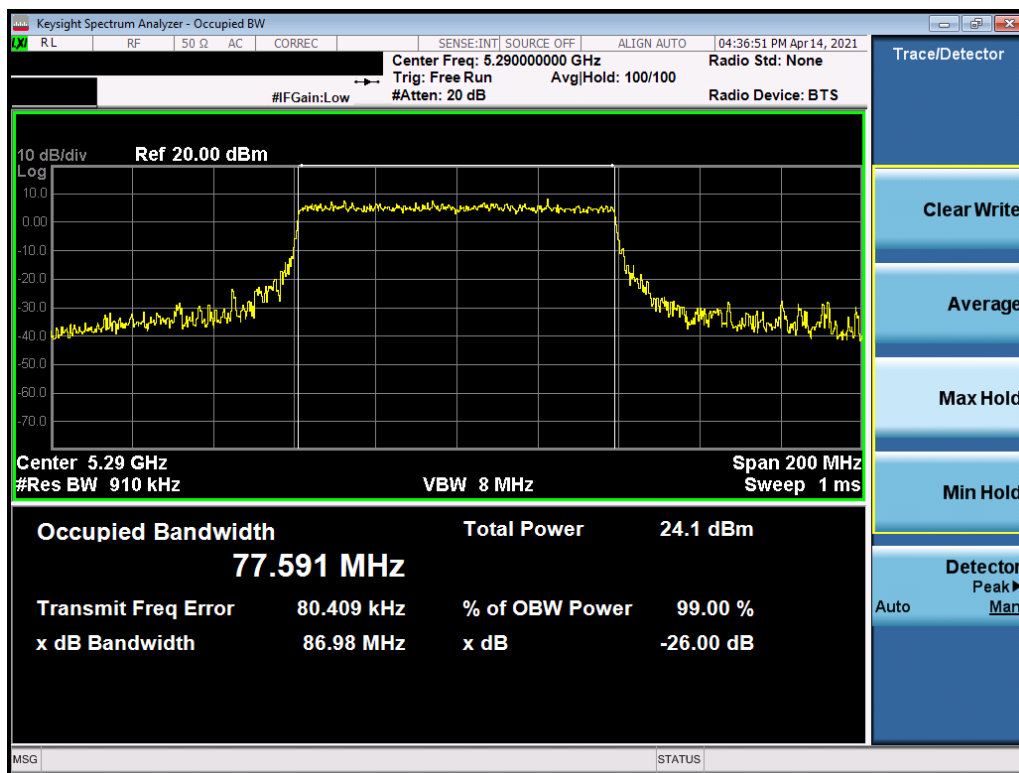 Keysight Spectrum Analyzer - Occupied BW
LXI RL RF 50 Ω AC CORREC SENSE:INT SOURCE OFF ALIGN AUTO 04:36:51 PM Apr 14, 2021
Center Freq: 5.290000000 GHz Radio Std: None
Trig: Free Run Avg|Hold: 100/100
#IFGain:Low #Atten: 20 dB Radio Device: BTS
10 dB/div Ref 20.00 dBm
Log
10.0
0.00
-10.0
-20.0
-30.0
-40.0
-50.0
-60.0
-70.0
Center 5.29 GHz Span 200 MHz
#Res BW 910 kHz VBW 8 MHz Sweep 1 ms
Occupied Bandwidth Total Power 24.1 dBm
77.591 MHz
Transmit Freq Error 80.409 kHz % of OBW Power 99.00 %
x dB Bandwidth 86.98 MHz x dB -26.00 dB
MSG STATUS
Trace/Detector
Clear Write
Average
Max Hold
Min Hold
Detector
Peak▶
Auto Man